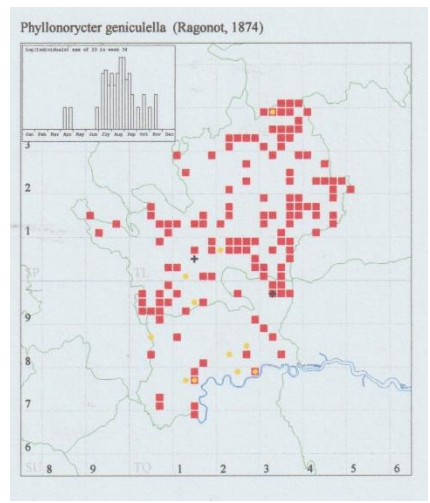 Phyllonorycter geniculella (Ragonot, 1874)
Jan Feb Mar Apr May Jun Jly Aug Sep Oct Nov Dec
3
2
1
SP TL
9
8
7
6
SU 8 9 TQ 1 2 3 4 5 6